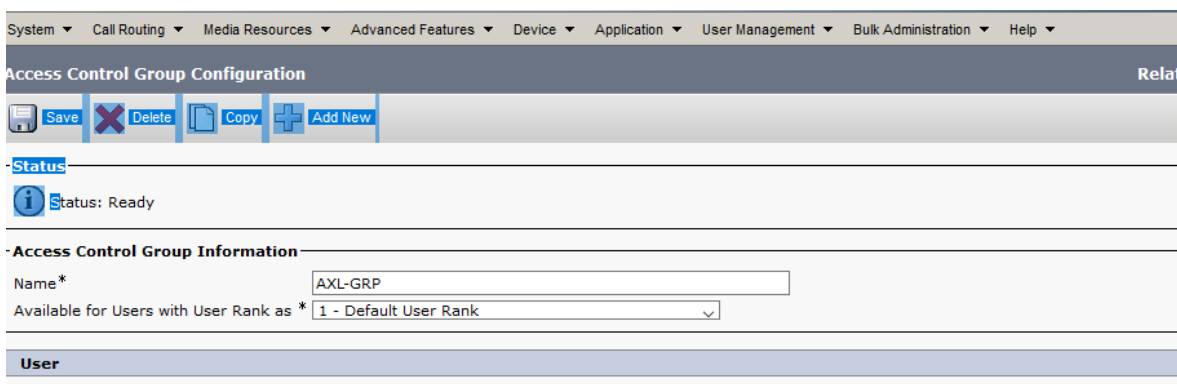 System Call Routing Media Resources Advanced Features Device Application User Management Bulk Administration Help
Access Control Group Configuration
Save Delete Copy Add New
Status
Status: Ready
Access Control Group Information
Name* AXL-GRP
Available for Users with User Rank as * 1 - Default User Rank
User